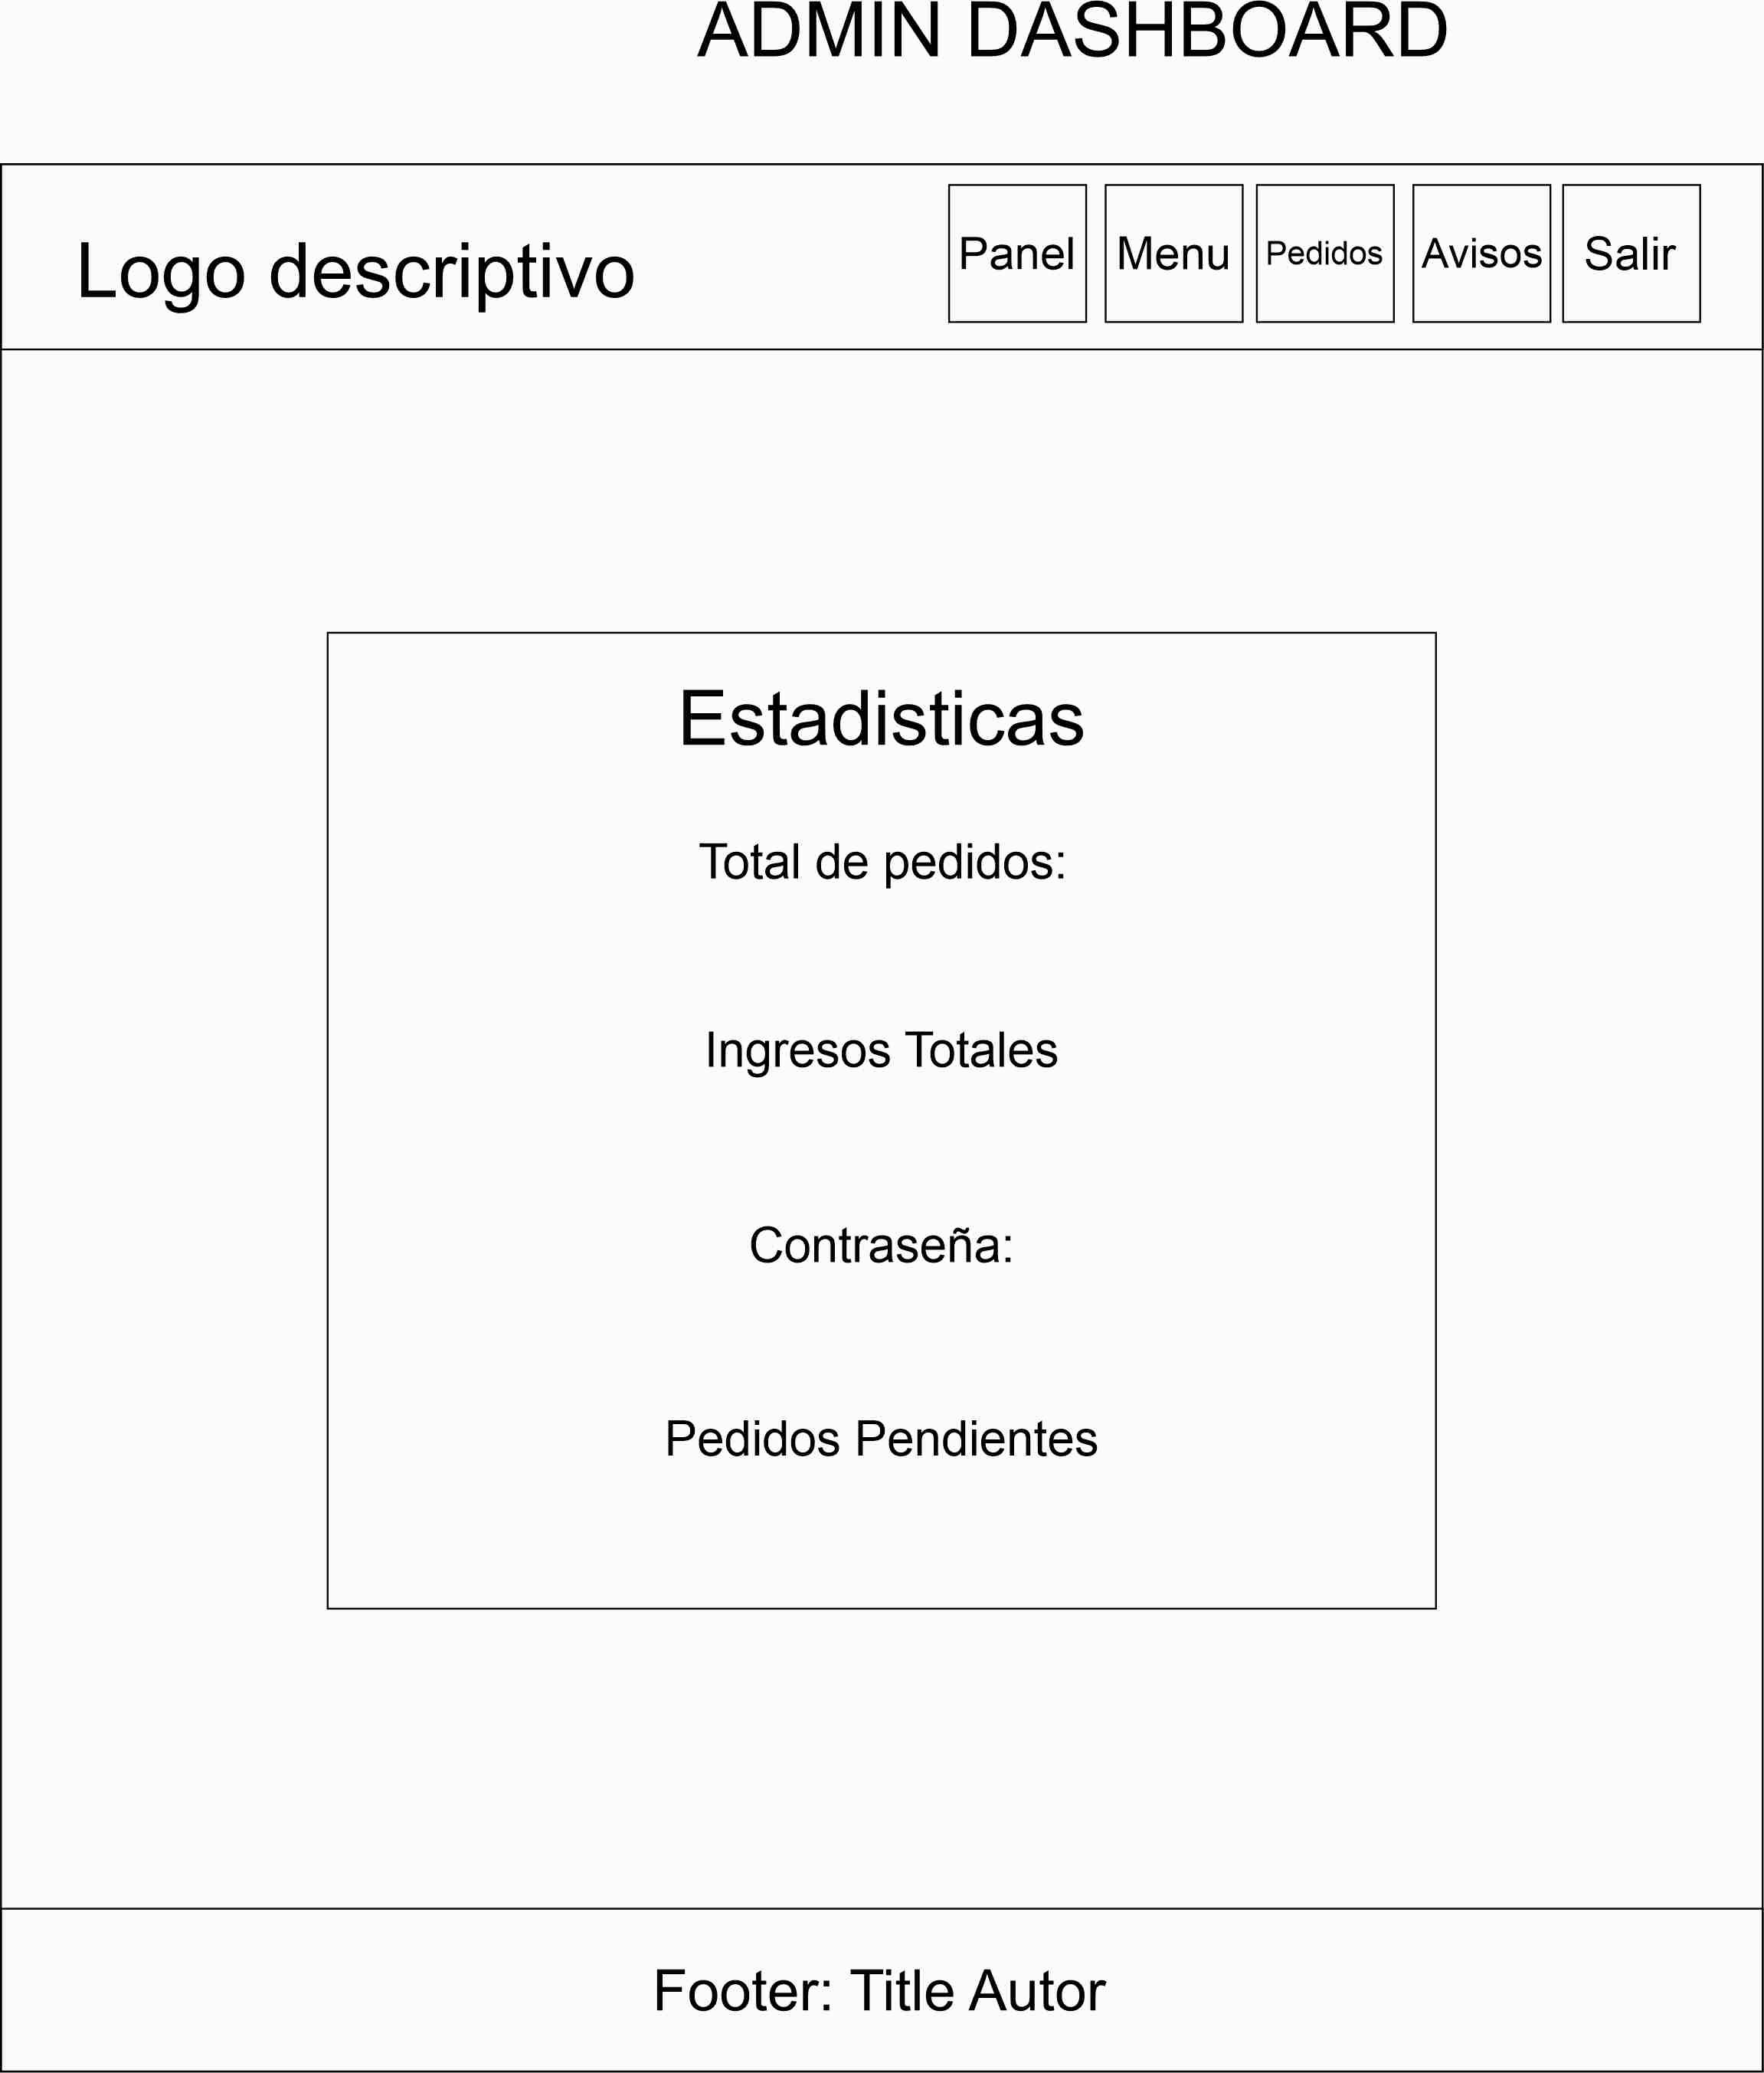 ADMIN DASHBOARD
Logo descriptivo
Panel
Menu
Pedidos
Avisos
Salir
Estadisticas
Total de pedidos:
Ingresos Totales
Contraseña:
Pedidos Pendientes
Footer: Title Autor